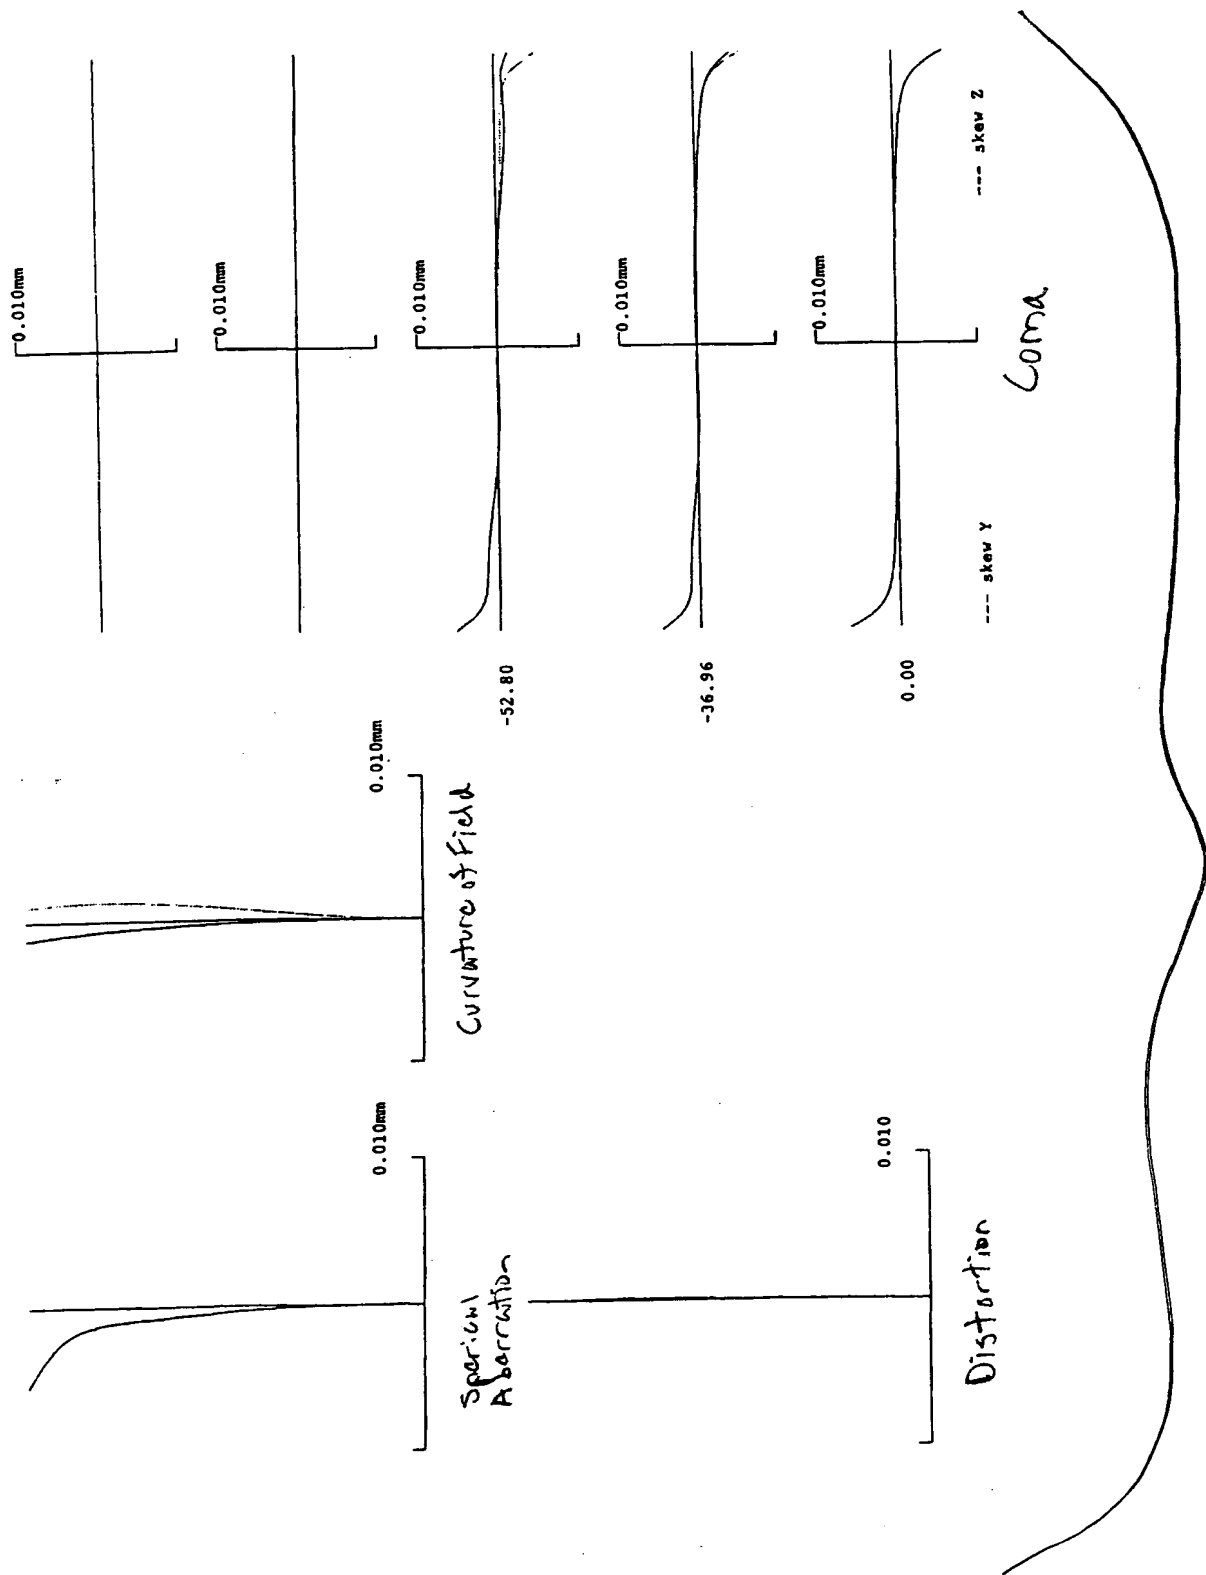 0.010mm
Sperical
Abarration
0.010mm
Curvature of Field
0.010
Distortion
0.010mm
0.010mm
0.010mm
-52.80
0.010mm
-36.96
0.010mm
0.00
--- skew Y
--- skew Z
Coma